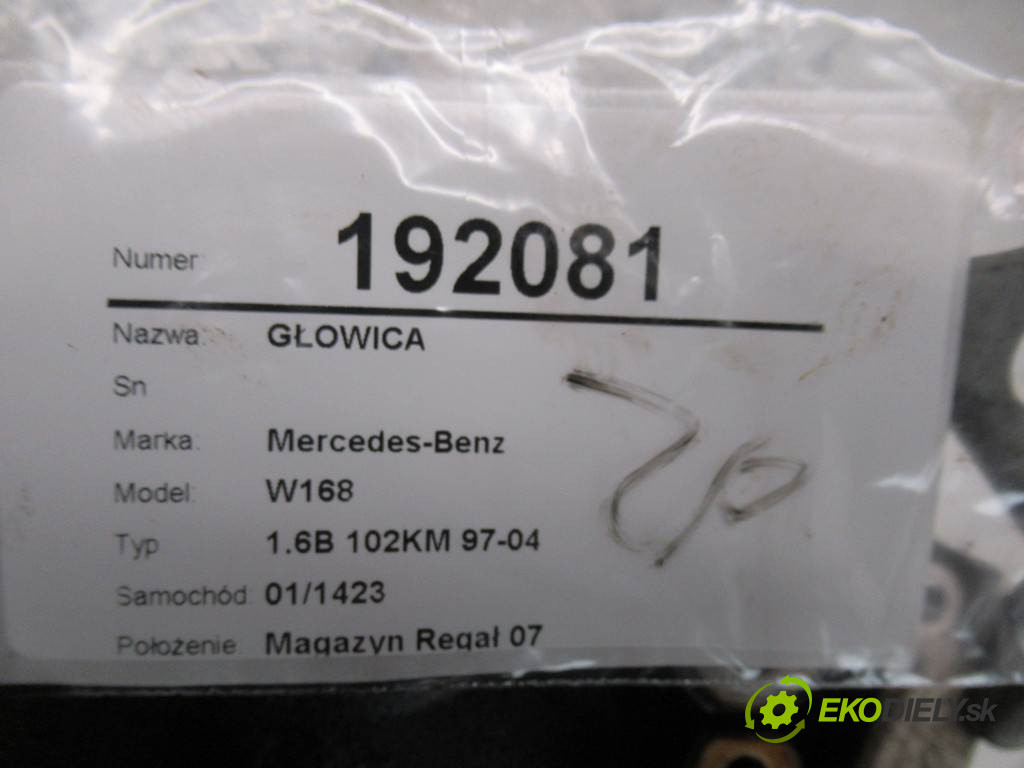 Numer: 192081
Nazwa: GŁOWICA
Sn
Marka: Mercedes-Benz
Model: W168
Typ 1.6B 102KM 97-04
Samochód: 01/1423
Położenie: Magazyn Regał 07
EKODIELY.sk